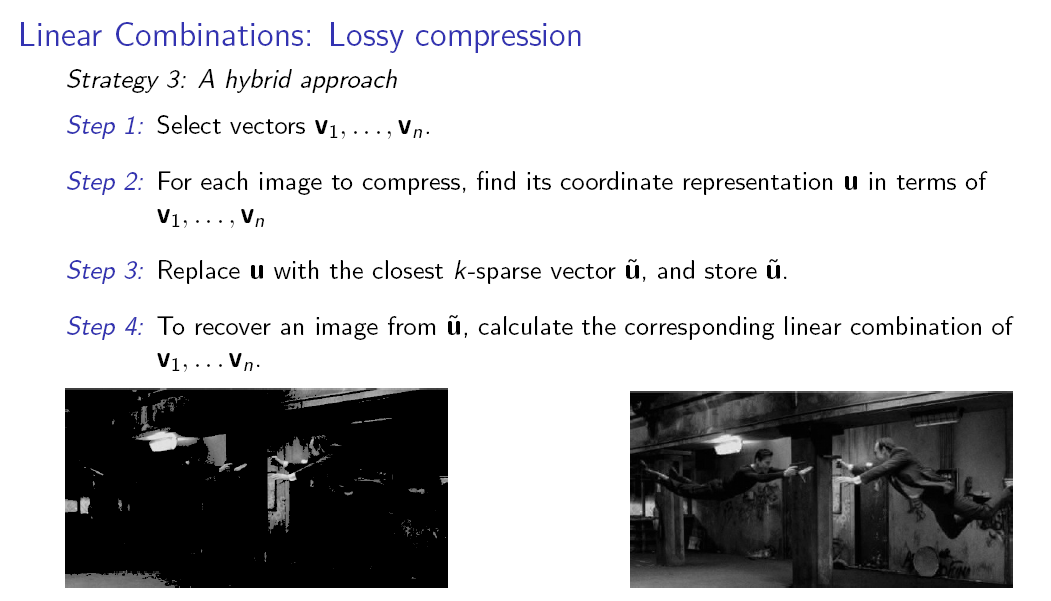 Linear Combinations: Lossy compression
Strategy 3: A hybrid approach
Step 1: Select vectors v₁, . . . , vₙ.
Step 2: For each image to compress, find its coordinate representation u in terms of
v₁, . . . , vₙ
Step 3: Replace u with the closest k-sparse vector ũ, and store ũ.
Step 4: To recover an image from ũ, calculate the corresponding linear combination of
v₁, . . . vₙ.